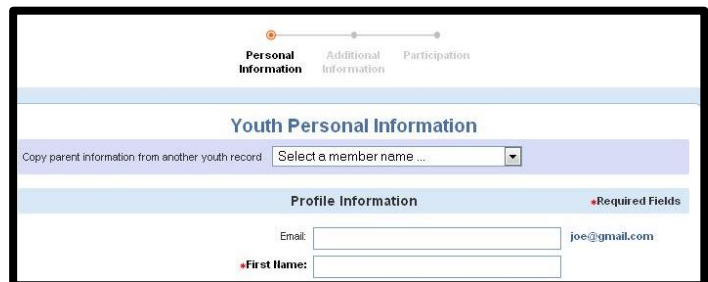 Personal Information
Additional Information
Participation
Youth Personal Information
Copy parent information from another youth record Select a member name ...
Profile Information *Required Fields
Email: joe@gmail.com
*First Name: